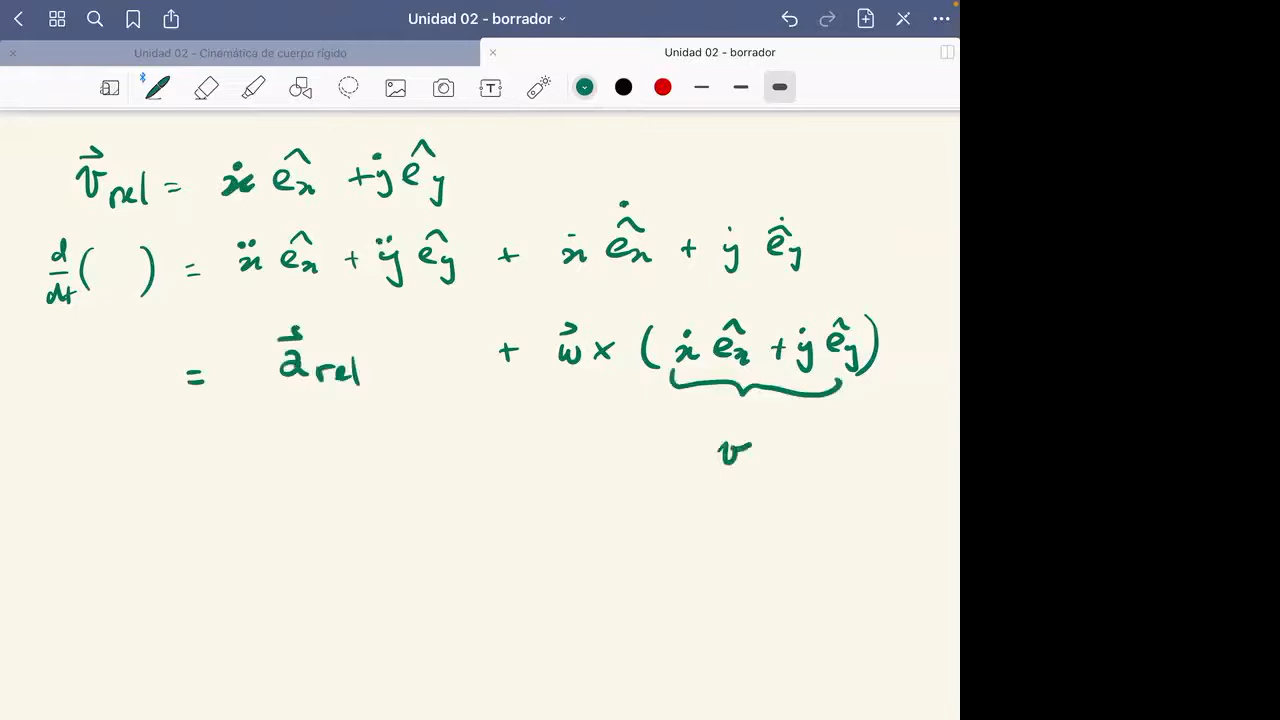 Unidad 02 - borrador
Unidad 02 - Cinemática de cuerpo rígido
Unidad 02 - borrador
v⃗rel = ẋ êx + ẏ êy
d/dt ( ) = ẍ êx + ÿ êy + ẋ ê̇x + ẏ ê̇y
= a⃗rel + ω⃗ × ( ẋ êx + ẏ êy )
v